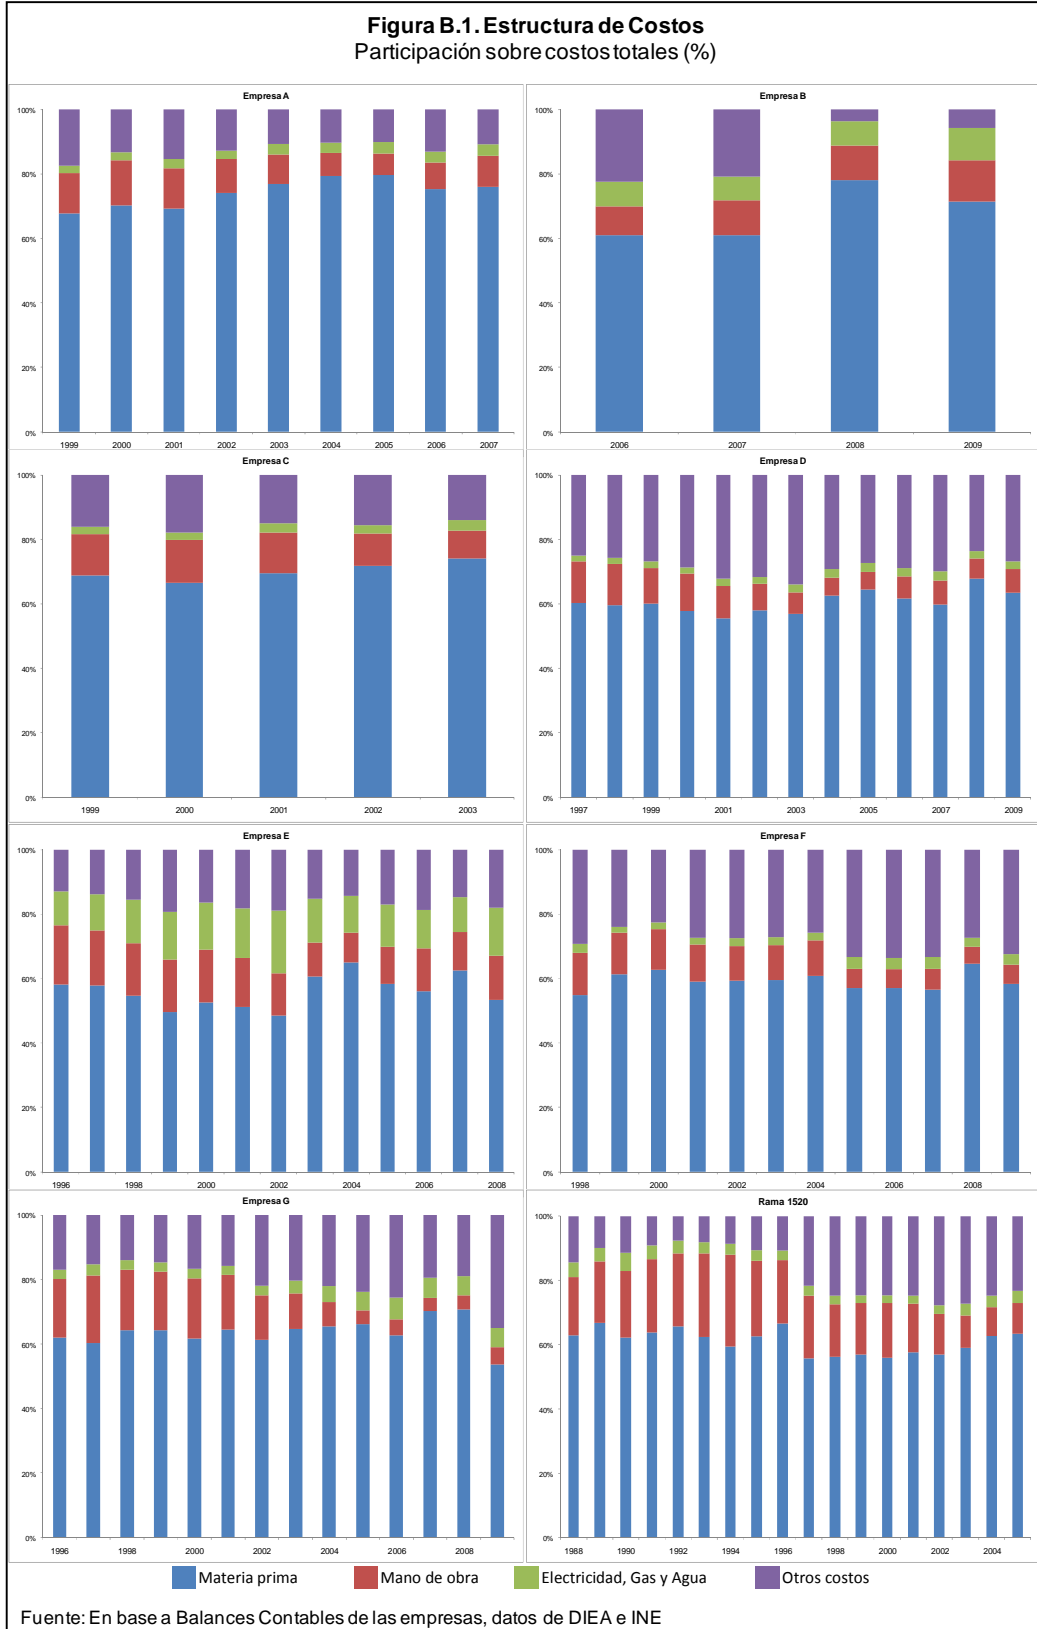 Figura B.1. Estructura de Costos
Participación sobre costos totales (%)
Empresa A
100%
80%
60%
40%
20%
0%
1999 2000 2001 2002 2003 2004 2005 2006 2007
Empresa B
100%
80%
60%
40%
20%
0%
2006 2007 2008 2009
Empresa C
100%
80%
60%
40%
20%
0%
1999 2000 2001 2002 2003
Empresa D
100%
80%
60%
40%
20%
0%
1997 1999 2001 2003 2005 2007 2009
Empresa E
100%
80%
60%
40%
20%
0%
1996 1998 2000 2002 2004 2006 2008
Empresa F
100%
80%
60%
40%
20%
0%
1998 2000 2002 2004 2006 2008
Empresa G
100%
80%
60%
40%
20%
0%
1996 1998 2000 2002 2004 2006 2008
Rama 1520
100%
80%
60%
40%
20%
0%
1988 1990 1992 1994 1996 1998 2000 2002 2004
Materia prima Mano de obra Electricidad, Gas y Agua Otros costos
Fuente: En base a Balances Contables de las empresas, datos de DIEA e INE